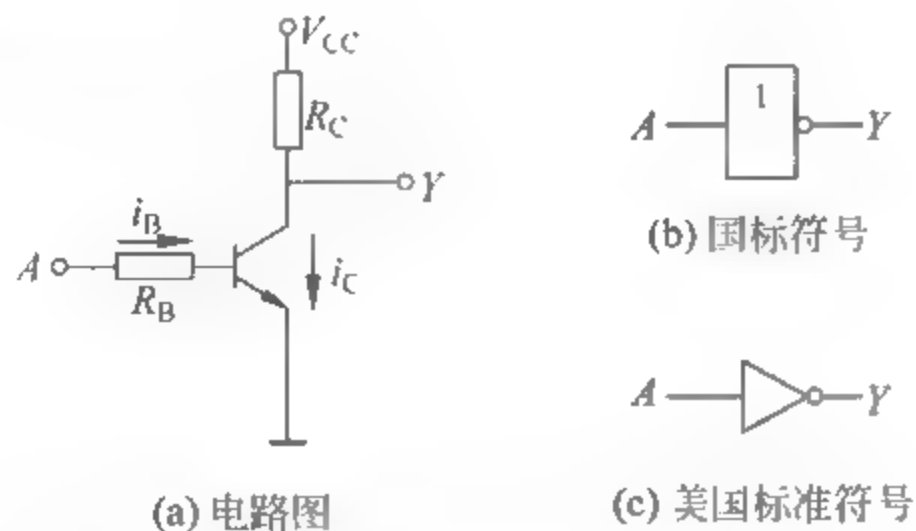 V_CC
R_C
Y
i_B
A
R_B
i_C
(a) 电路图
1
A
Y
(b) 国标符号
A
Y
(c) 美国标准符号